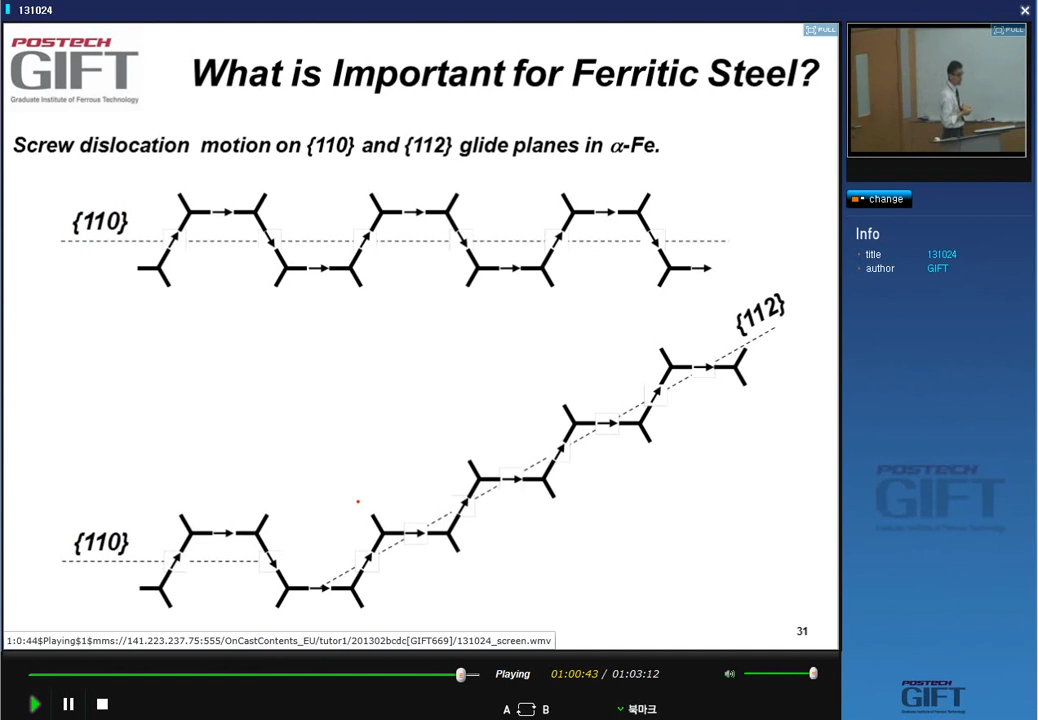 131024
POSTECH
GIFT
Graduate Institute of Ferrous Technology
What is Important for Ferritic Steel?
FULL
FULL
Screw dislocation motion on {110} and {112} glide planes in α-Fe.
{110}
{112}
{110}
31
1:0:44$Playing$1$mms://141.223.237.75:555/OnCastContents_EU/tutor1/201302bcdc[GIFT669]/131024_screen.wmv
Playing
01:00:43 / 01:03:12
A B
북마크
change
Info
title 131024
author GIFT
POSTECH
GIFT
POSTECH
GIFT